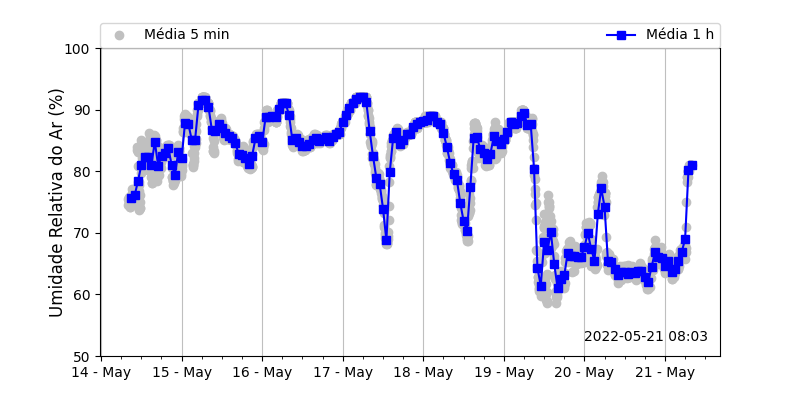 Média 5 min
Média 1 h
Umidade Relativa do Ar (%)
100
90
80
70
60
50
2022-05-21 08:03
14 - May
15 - May
16 - May
17 - May
18 - May
19 - May
20 - May
21 - May